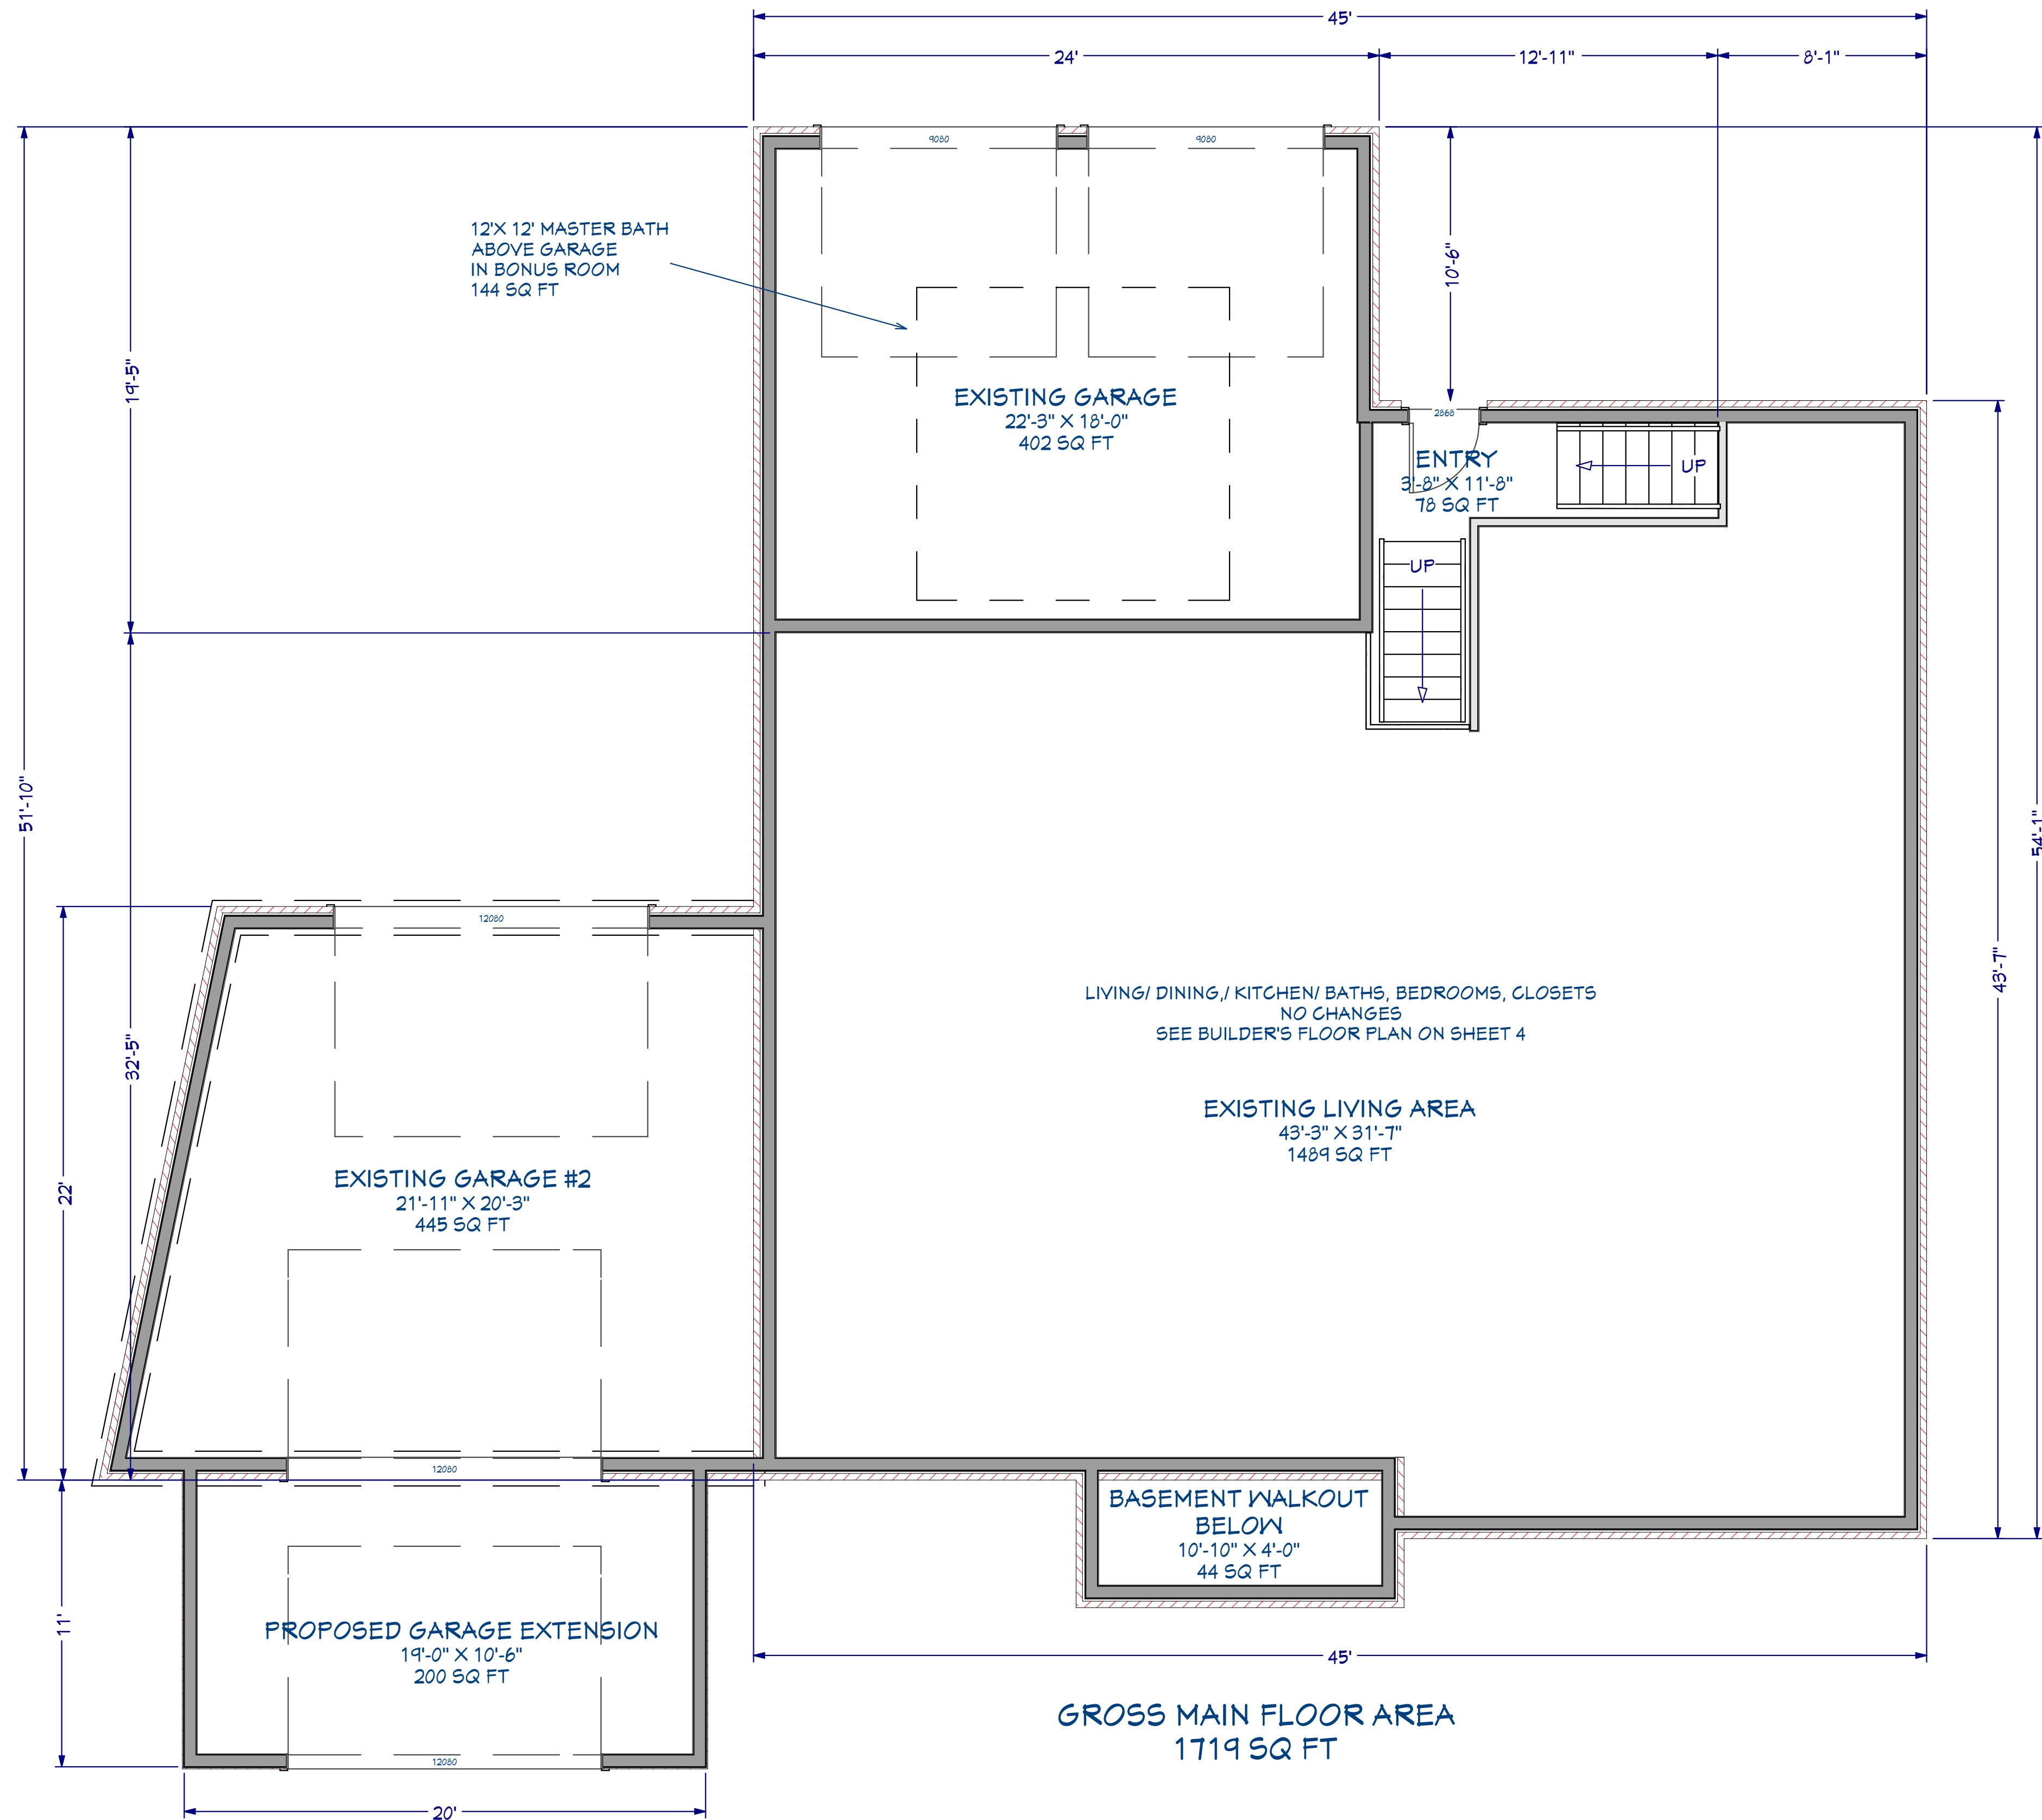 45'
24'
12'-11"
8'-1"
9080
9080
12'X 12' MASTER BATH
ABOVE GARAGE
IN BONUS ROOM
144 SQ FT
10'-6"
19'-5"
EXISTING GARAGE
22'-3" X 18'-0"
402 SQ FT
2868
ENTRY
3'-8" X 11'-8"
78 SQ FT
UP
UP
51'-10"
54'-1"
12080
43'-7"
32'-5"
LIVING/ DINING,/ KITCHEN/ BATHS, BEDROOMS, CLOSETS
NO CHANGES
SEE BUILDER'S FLOOR PLAN ON SHEET 4
EXISTING LIVING AREA
43'-3" X 31'-7"
1489 SQ FT
22'
EXISTING GARAGE #2
21'-11" X 20'-3"
445 SQ FT
12080
BASEMENT WALKOUT
BELOW
10'-10" X 4'-0"
44 SQ FT
11'
PROPOSED GARAGE EXTENSION
19'-0" X 10'-6"
200 SQ FT
45'
GROSS MAIN FLOOR AREA
1719 SQ FT
12080
20'